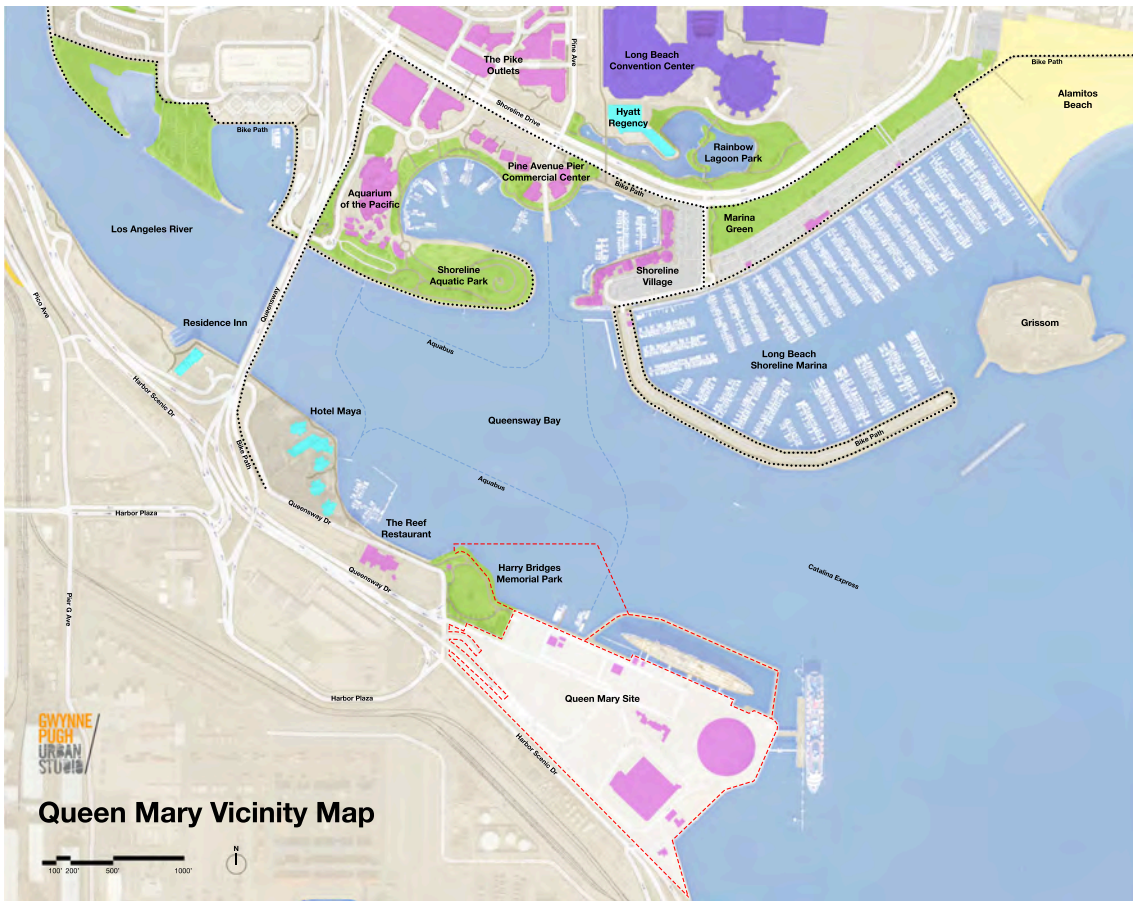 The Pike
Outlets
Pine Ave
Long Beach
Convention Center
Bike Path
Alamitos
Beach
Hyatt
Regency
Shoreline Drive
Bike Path
Rainbow
Lagoon Park
Pine Avenue Pier
Commercial Center
Bike Path
Aquarium
of the Pacific
Los Angeles River
Marina
Green
Shoreline
Aquatic Park
Shoreline
Village
Pico Ave
Queensway
Residence Inn
Grissom
Aquabus
Long Beach
Shoreline Marina
Harbor Scenic Dr
Hotel Maya
Queensway Bay
Bike Path
Bike Path
Aquabus
Queensway Dr
Harbor Plaza
The Reef
Restaurant
Harry Bridges
Memorial Park
Catalina Express
Queensway Dr
Pier G Ave
Harbor Plaza
Queen Mary Site
Harbor Scenic Dr
GWYNNE
PUGH
URBAN
STUDIO
Queen Mary Vicinity Map
N
100' 200' 500' 1000'